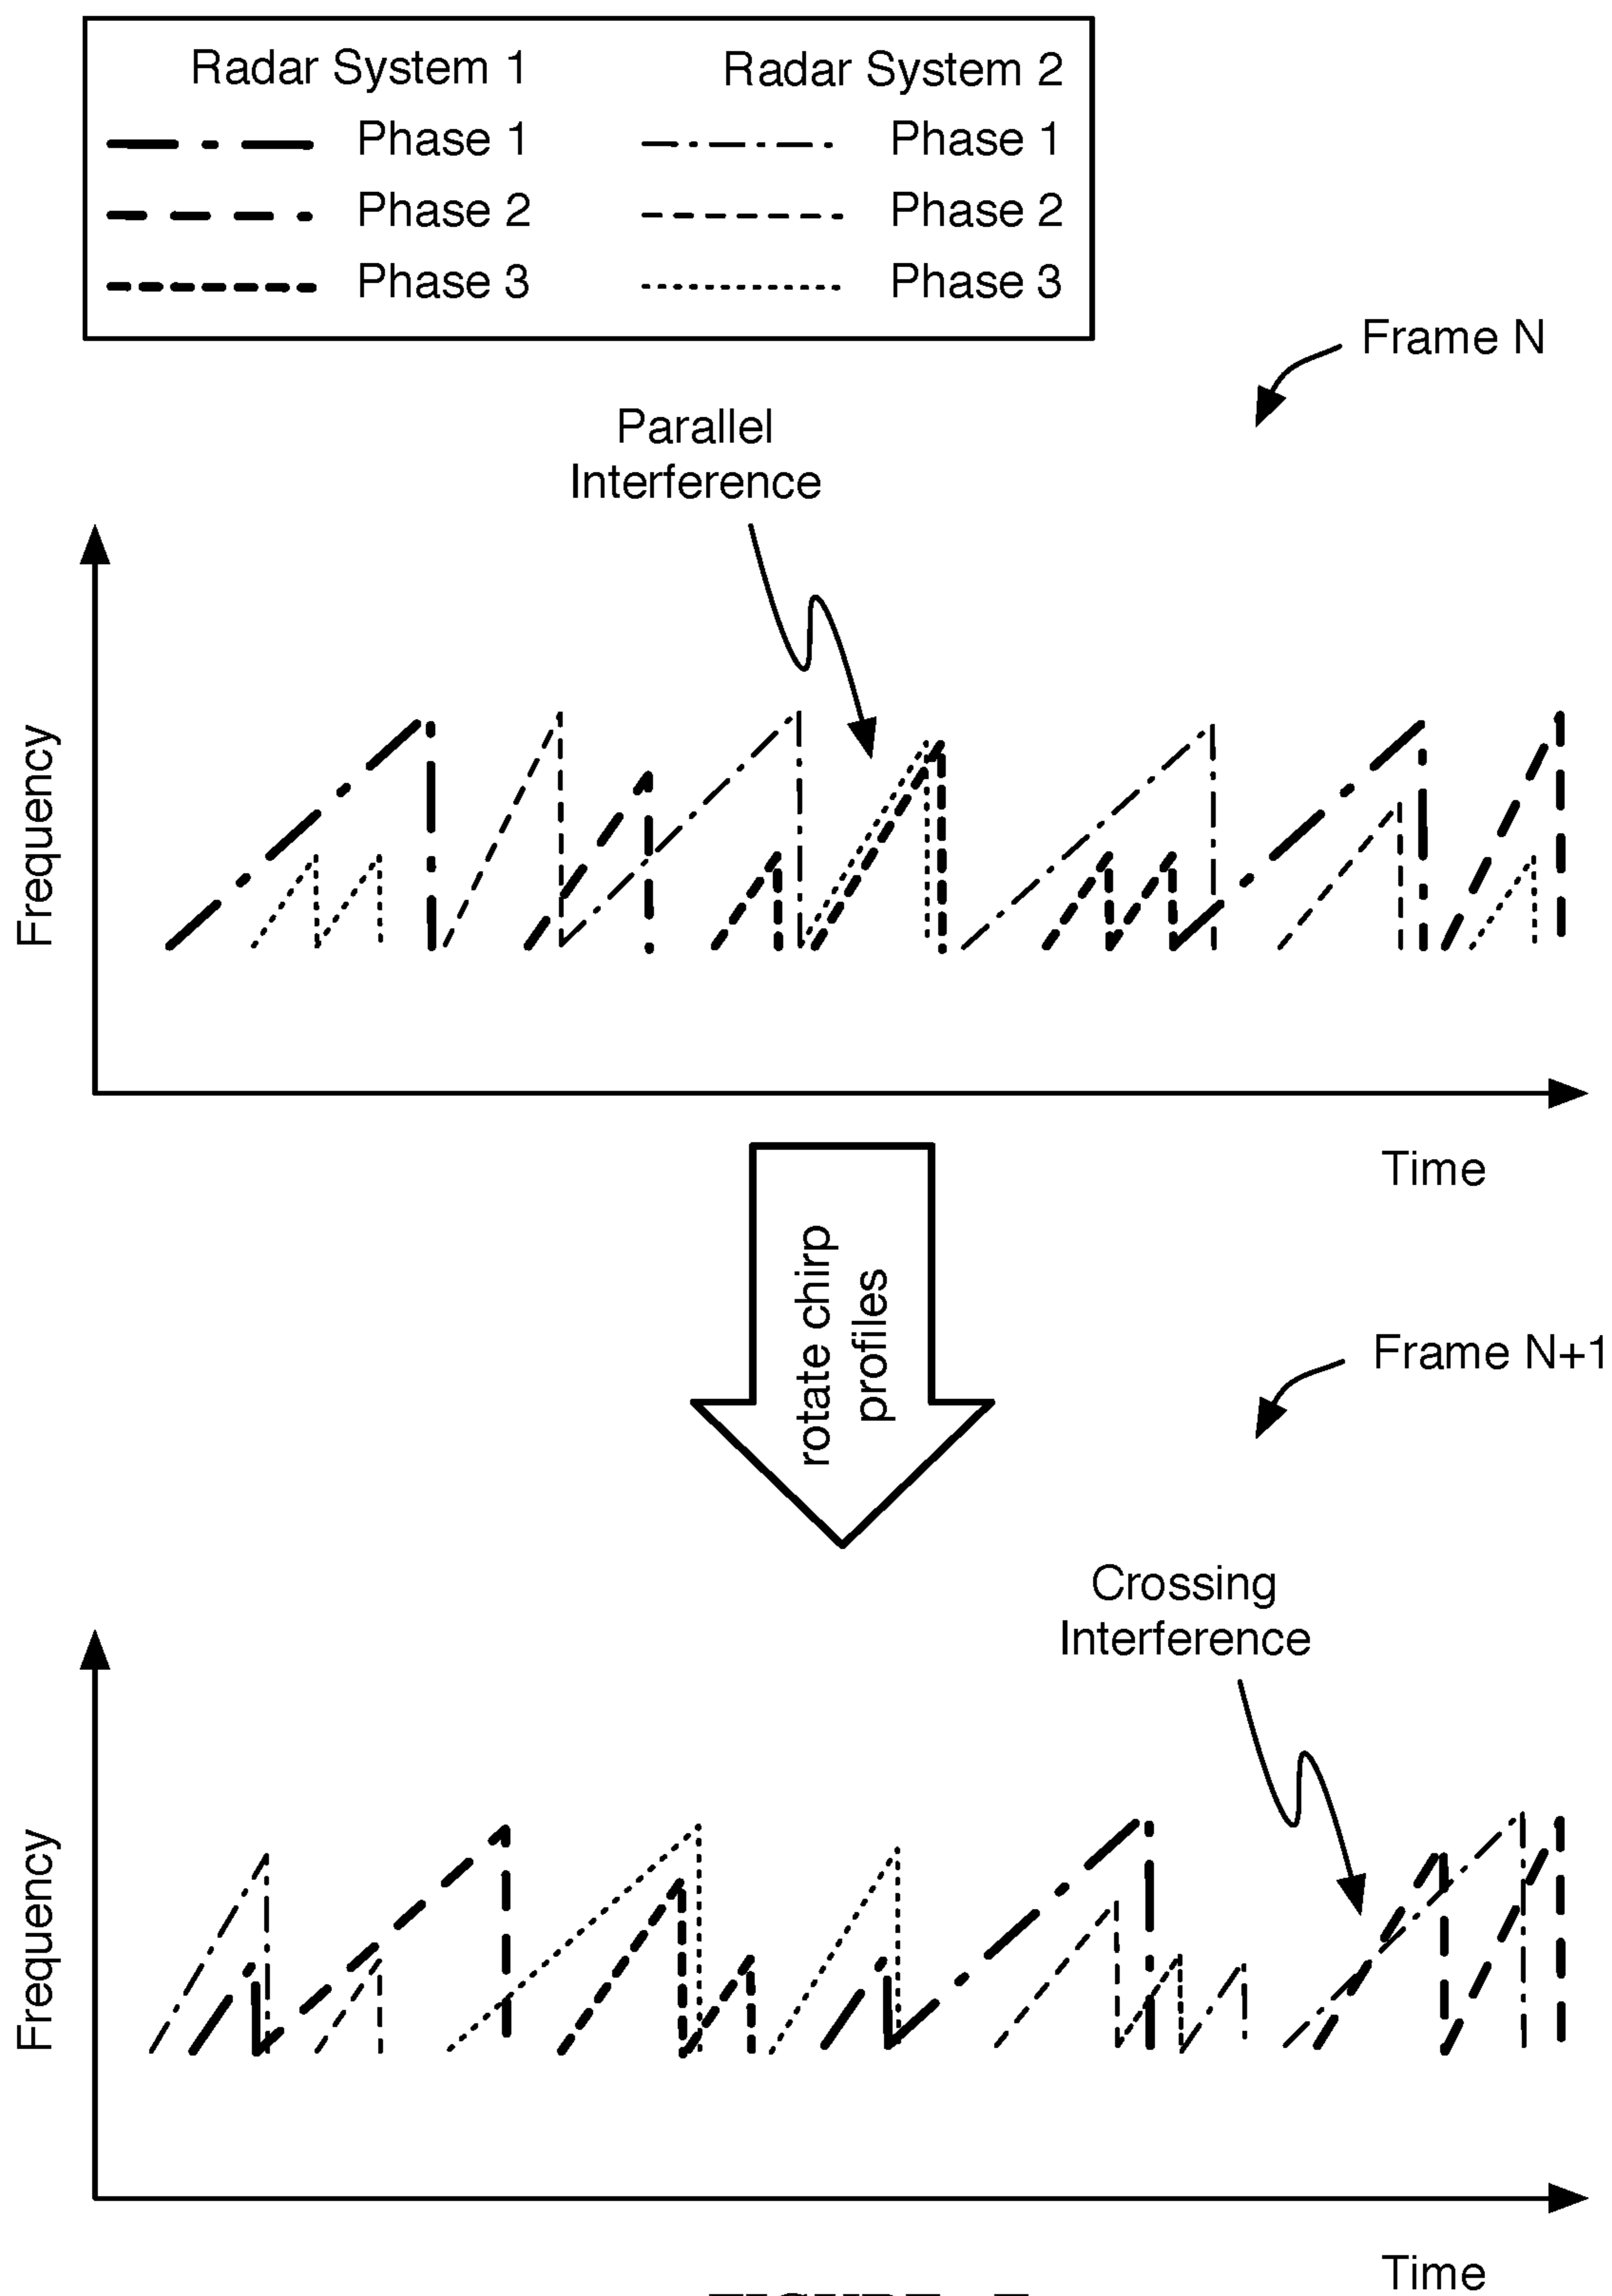 Radar System 1 Radar System 2
Phase 1 Phase 1
Phase 2 Phase 2
Phase 3 Phase 3
Frame N
Parallel
Interference
Frequency
Time
rotate chirp
profiles
Frame N+1
Crossing
Interference
Frequency
Time